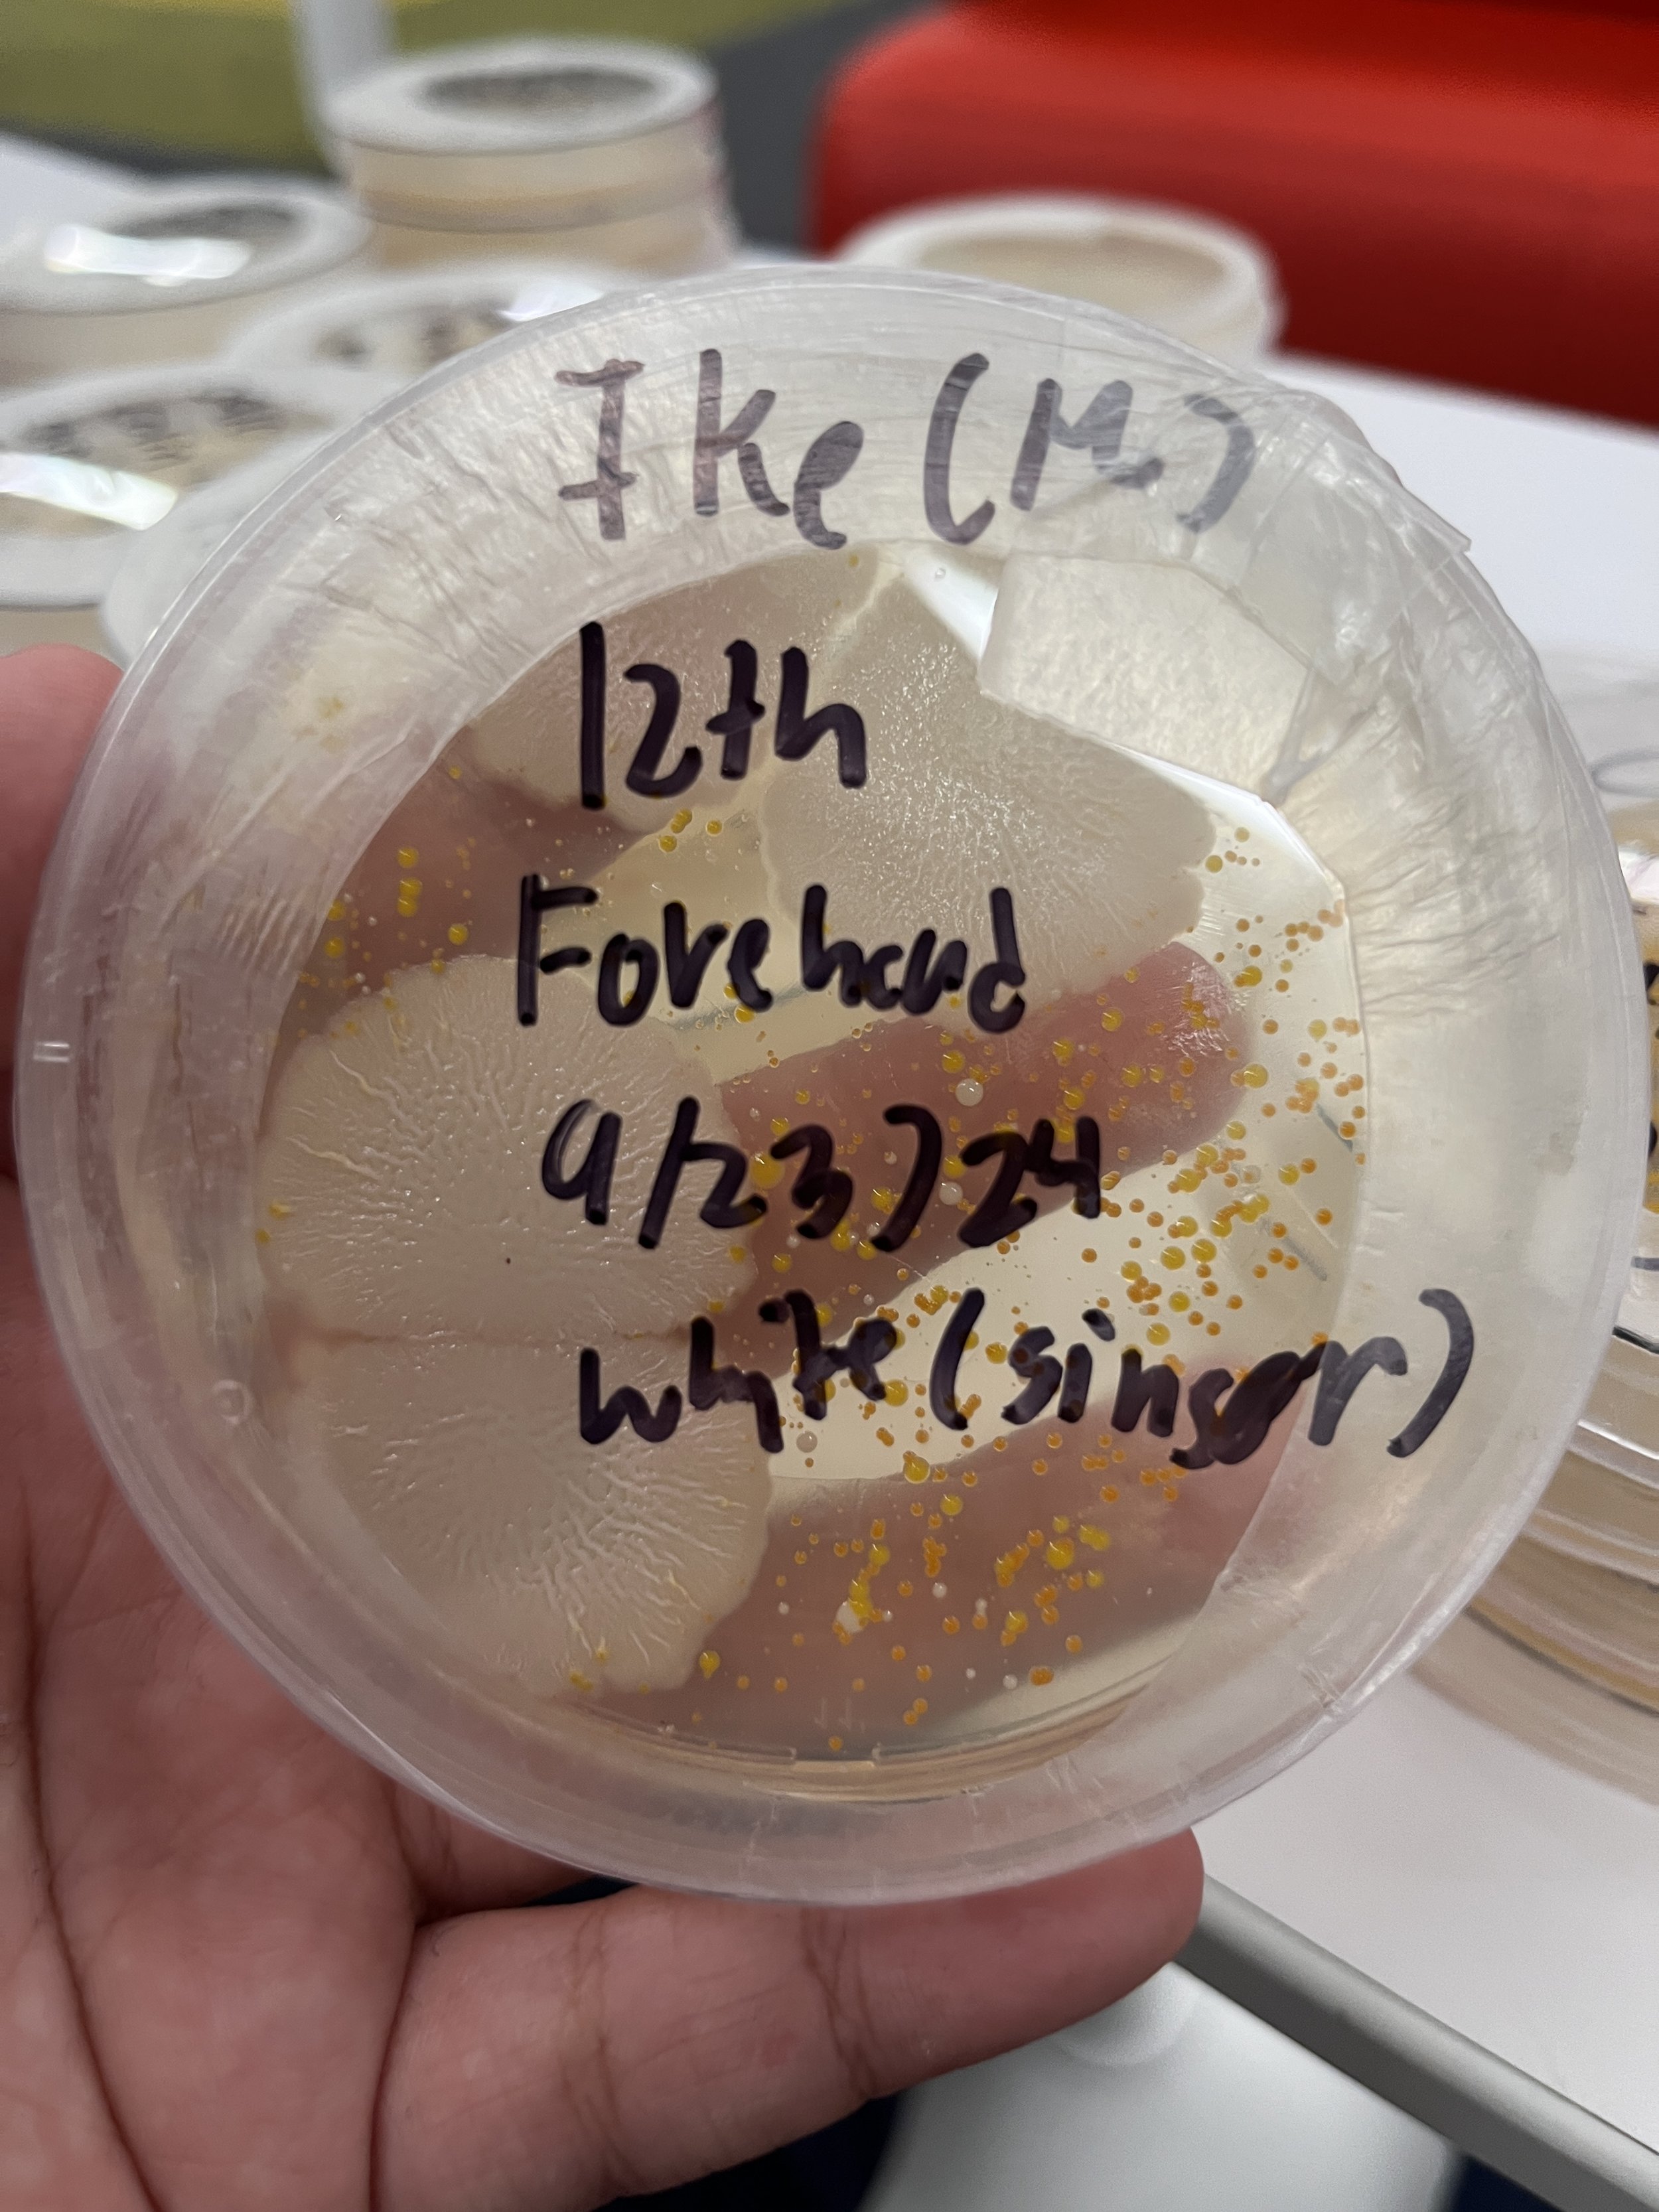 Ike (M.)
12th
Forehead
9/23/24
White (singer)